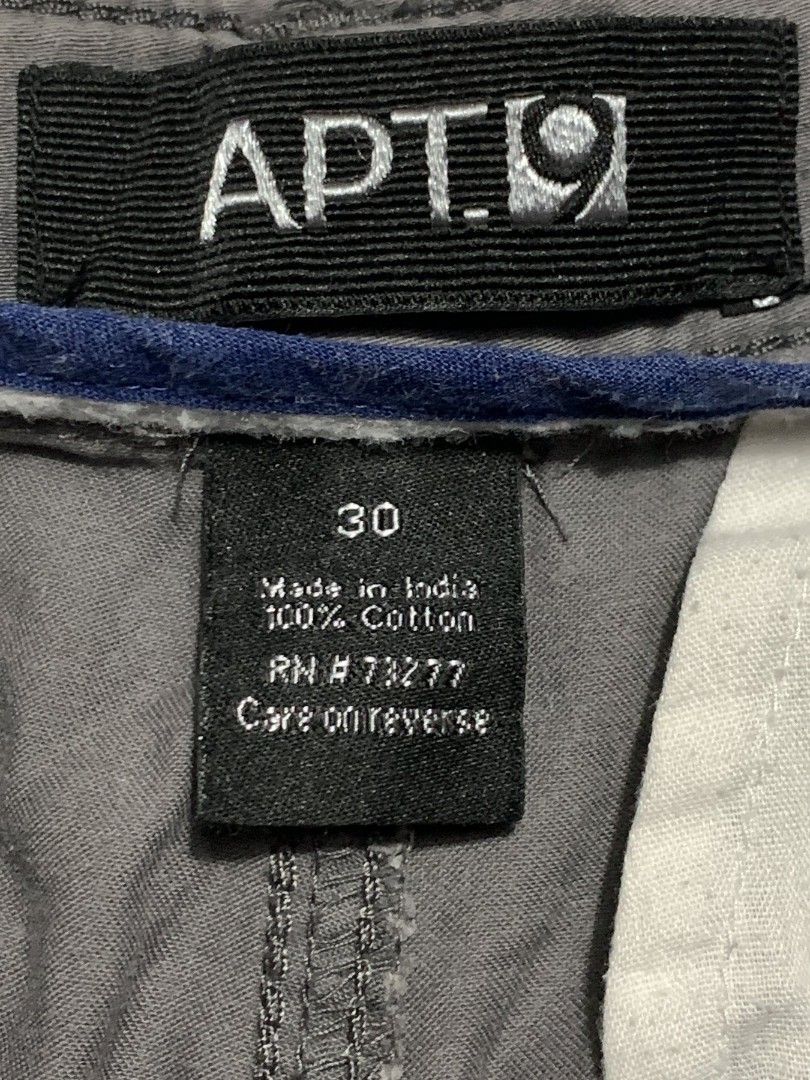 APT.9
30
Made in India
100% Cotton
RN # 73277
Care on reverse